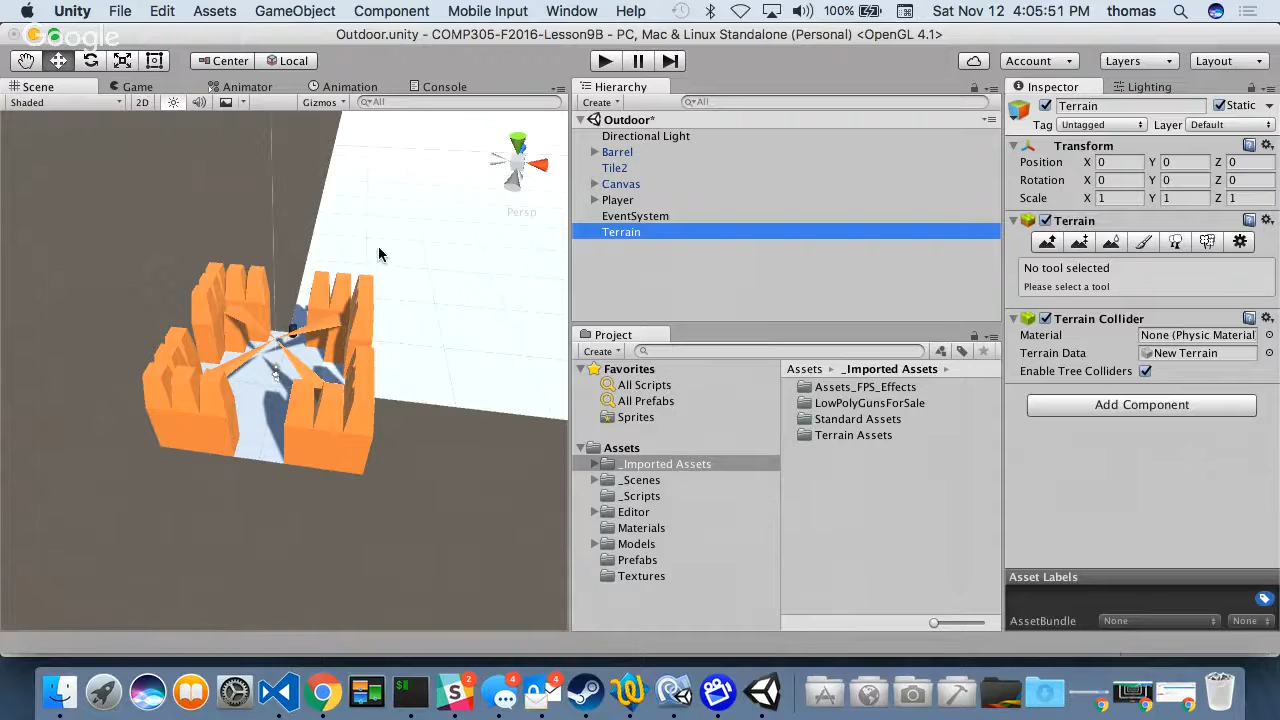 Unity File Edit Assets GameObject Component Mobile Input Window Help 100% Sat Nov 12 4:05:51 PM thomas
Google
Outdoor.unity - COMP305-F2016-Lesson9B - PC, Mac & Linux Standalone (Personal) <OpenGL 4.1>
Center Local Account Layers Layout
Scene Game Animator Animation Console
Shaded 2D Gizmos All
Persp
Hierarchy
Create All
Outdoor*
Directional Light
Barrel
Tile2
Canvas
Player
EventSystem
Terrain
Project
Create
Favorites
All Scripts
All Prefabs
Sprites
Assets
_Imported Assets
_Scenes
_Scripts
Editor
Materials
Models
Prefabs
Textures
Assets _Imported Assets
Assets_FPS_Effects
LowPolyGunsForSale
Standard Assets
Terrain Assets
Inspector Lighting
Terrain Static
Tag Untagged Layer Default
Transform
Position X 0 Y 0 Z 0
Rotation X 0 Y 0 Z 0
Scale X 1 Y 1 Z 1
Terrain
No tool selected
Please select a tool
Terrain Collider
Material None (Physic Material
Terrain Data New Terrain
Enable Tree Colliders
Add Component
Asset Labels
AssetBundle None None
2 4 4